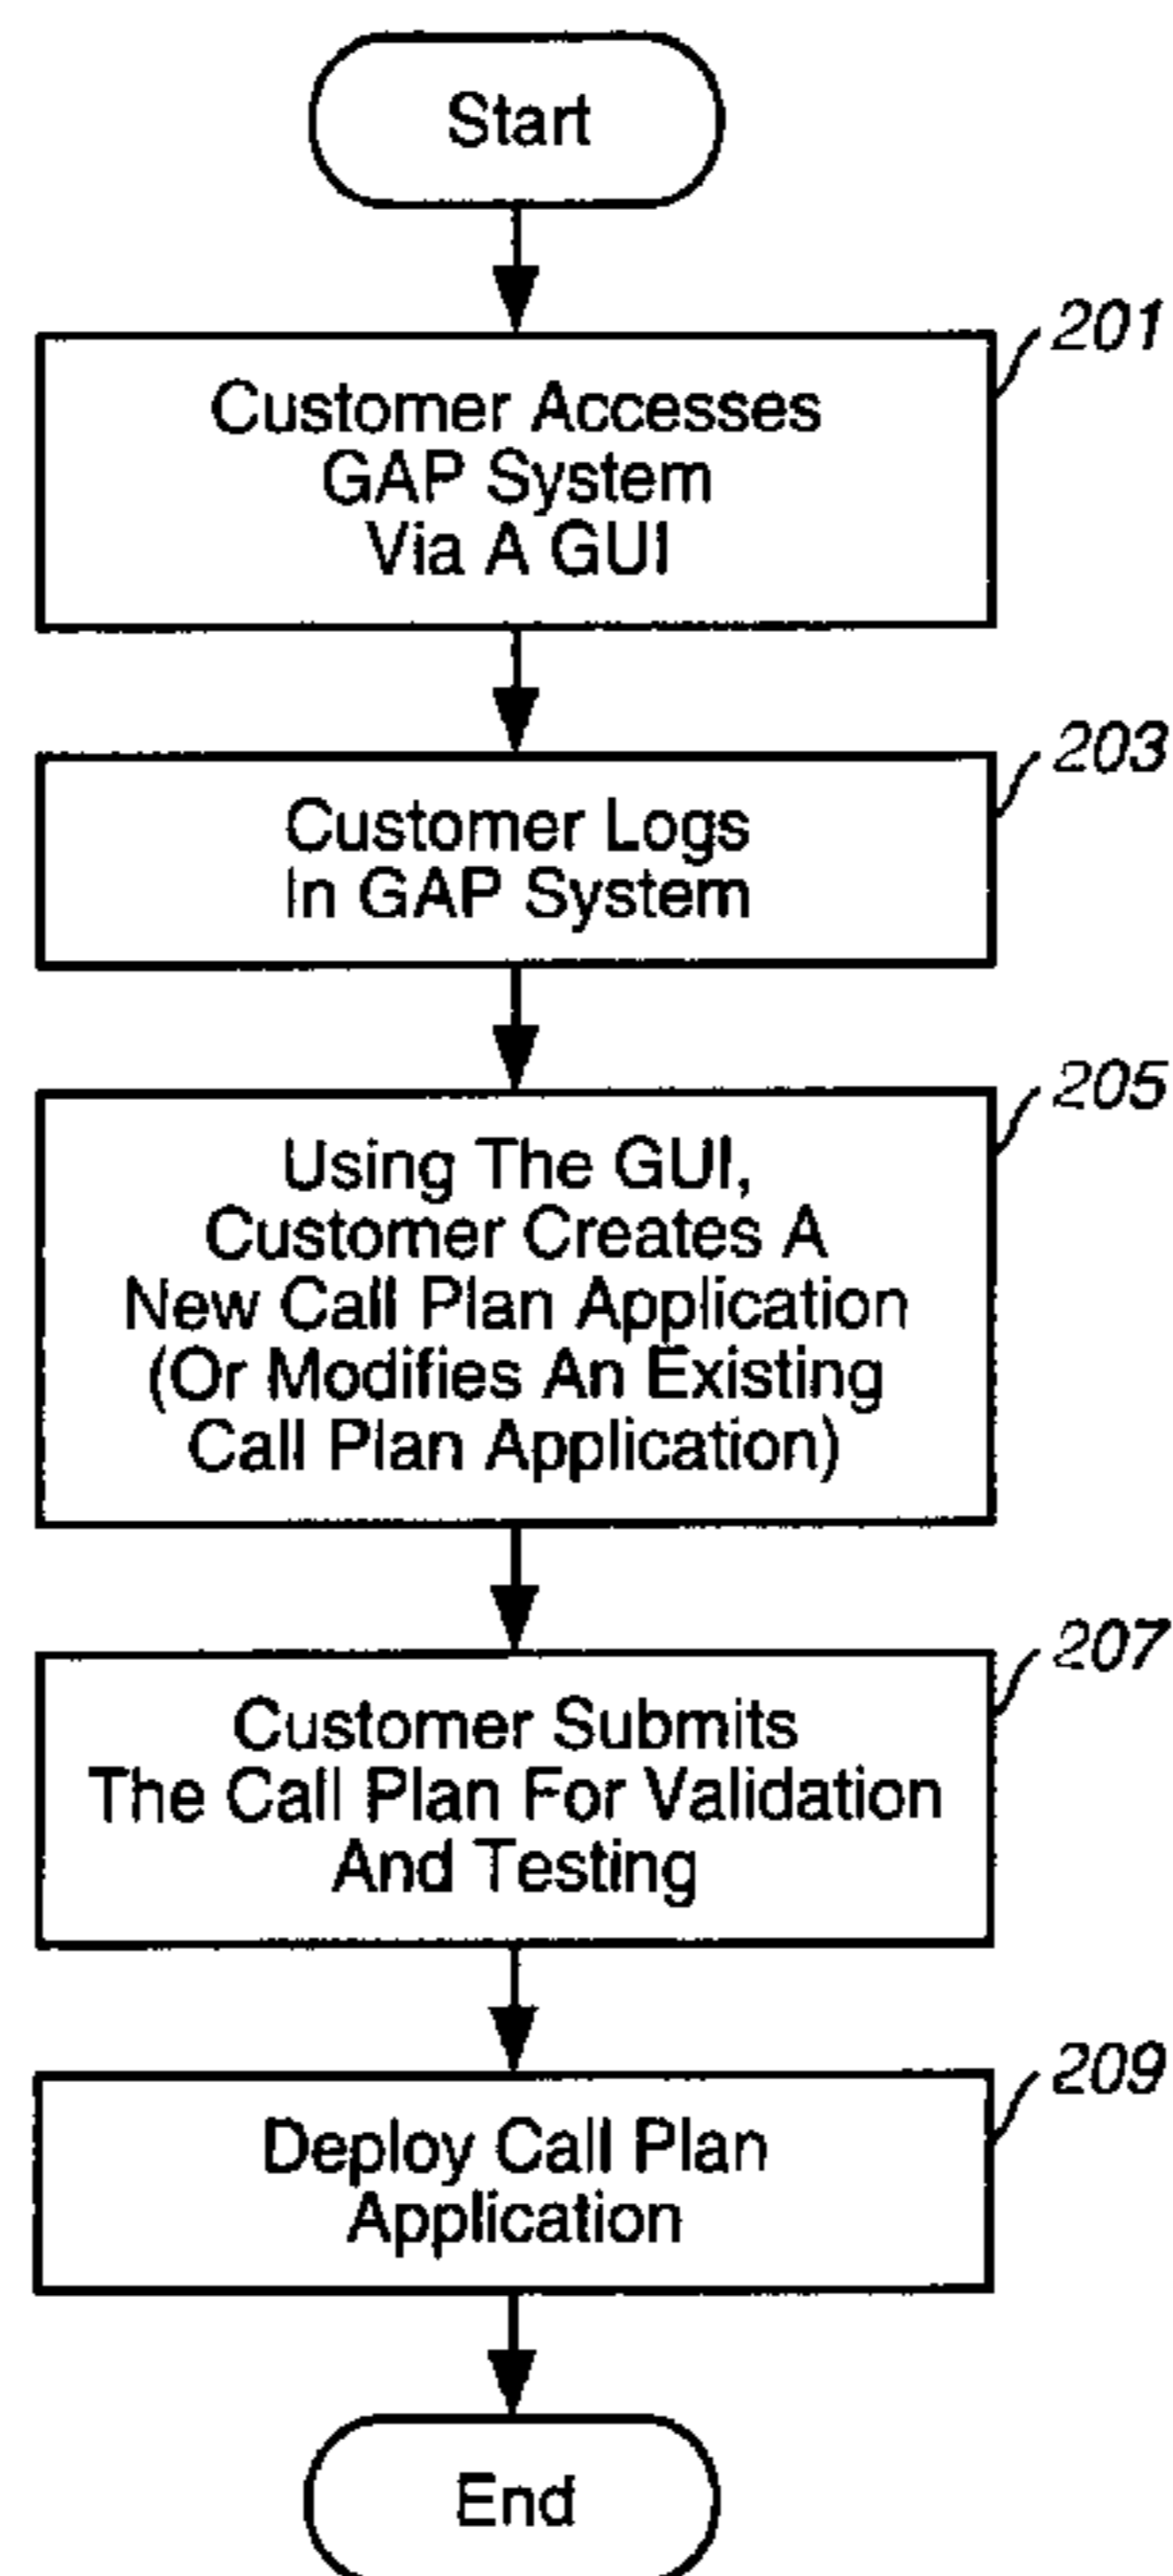 Start
201
Customer Accesses
GAP System
Via A GUI
203
Customer Logs
In GAP System
205
Using The GUI,
Customer Creates A
New Call Plan Application
(Or Modifies An Existing
Call Plan Application)
207
Customer Submits
The Call Plan For Validation
And Testing
209
Deploy Call Plan
Application
End